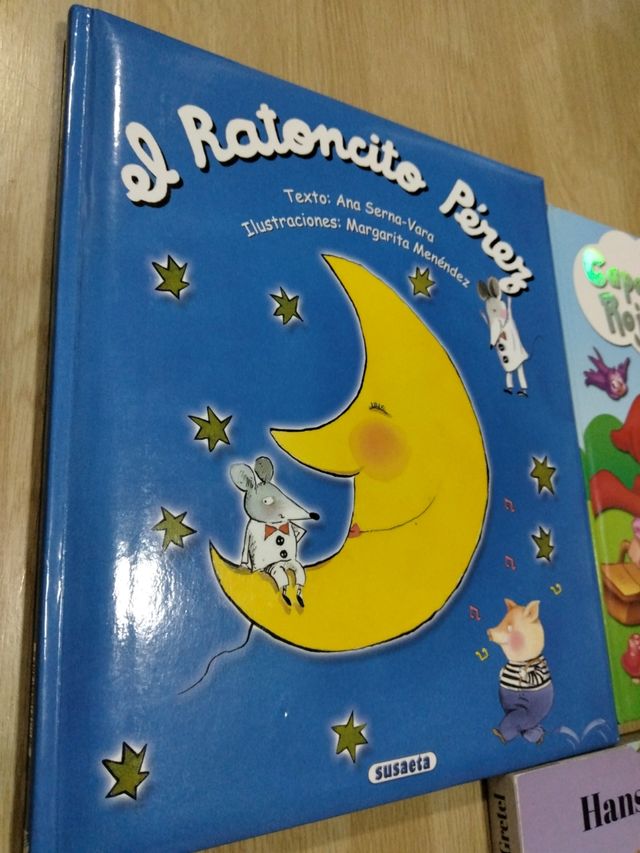 el Ratoncito Pérez
Texto: Ana Serna-Vara
Ilustraciones: Margarita Menéndez
susaeta
Gretel
Hans